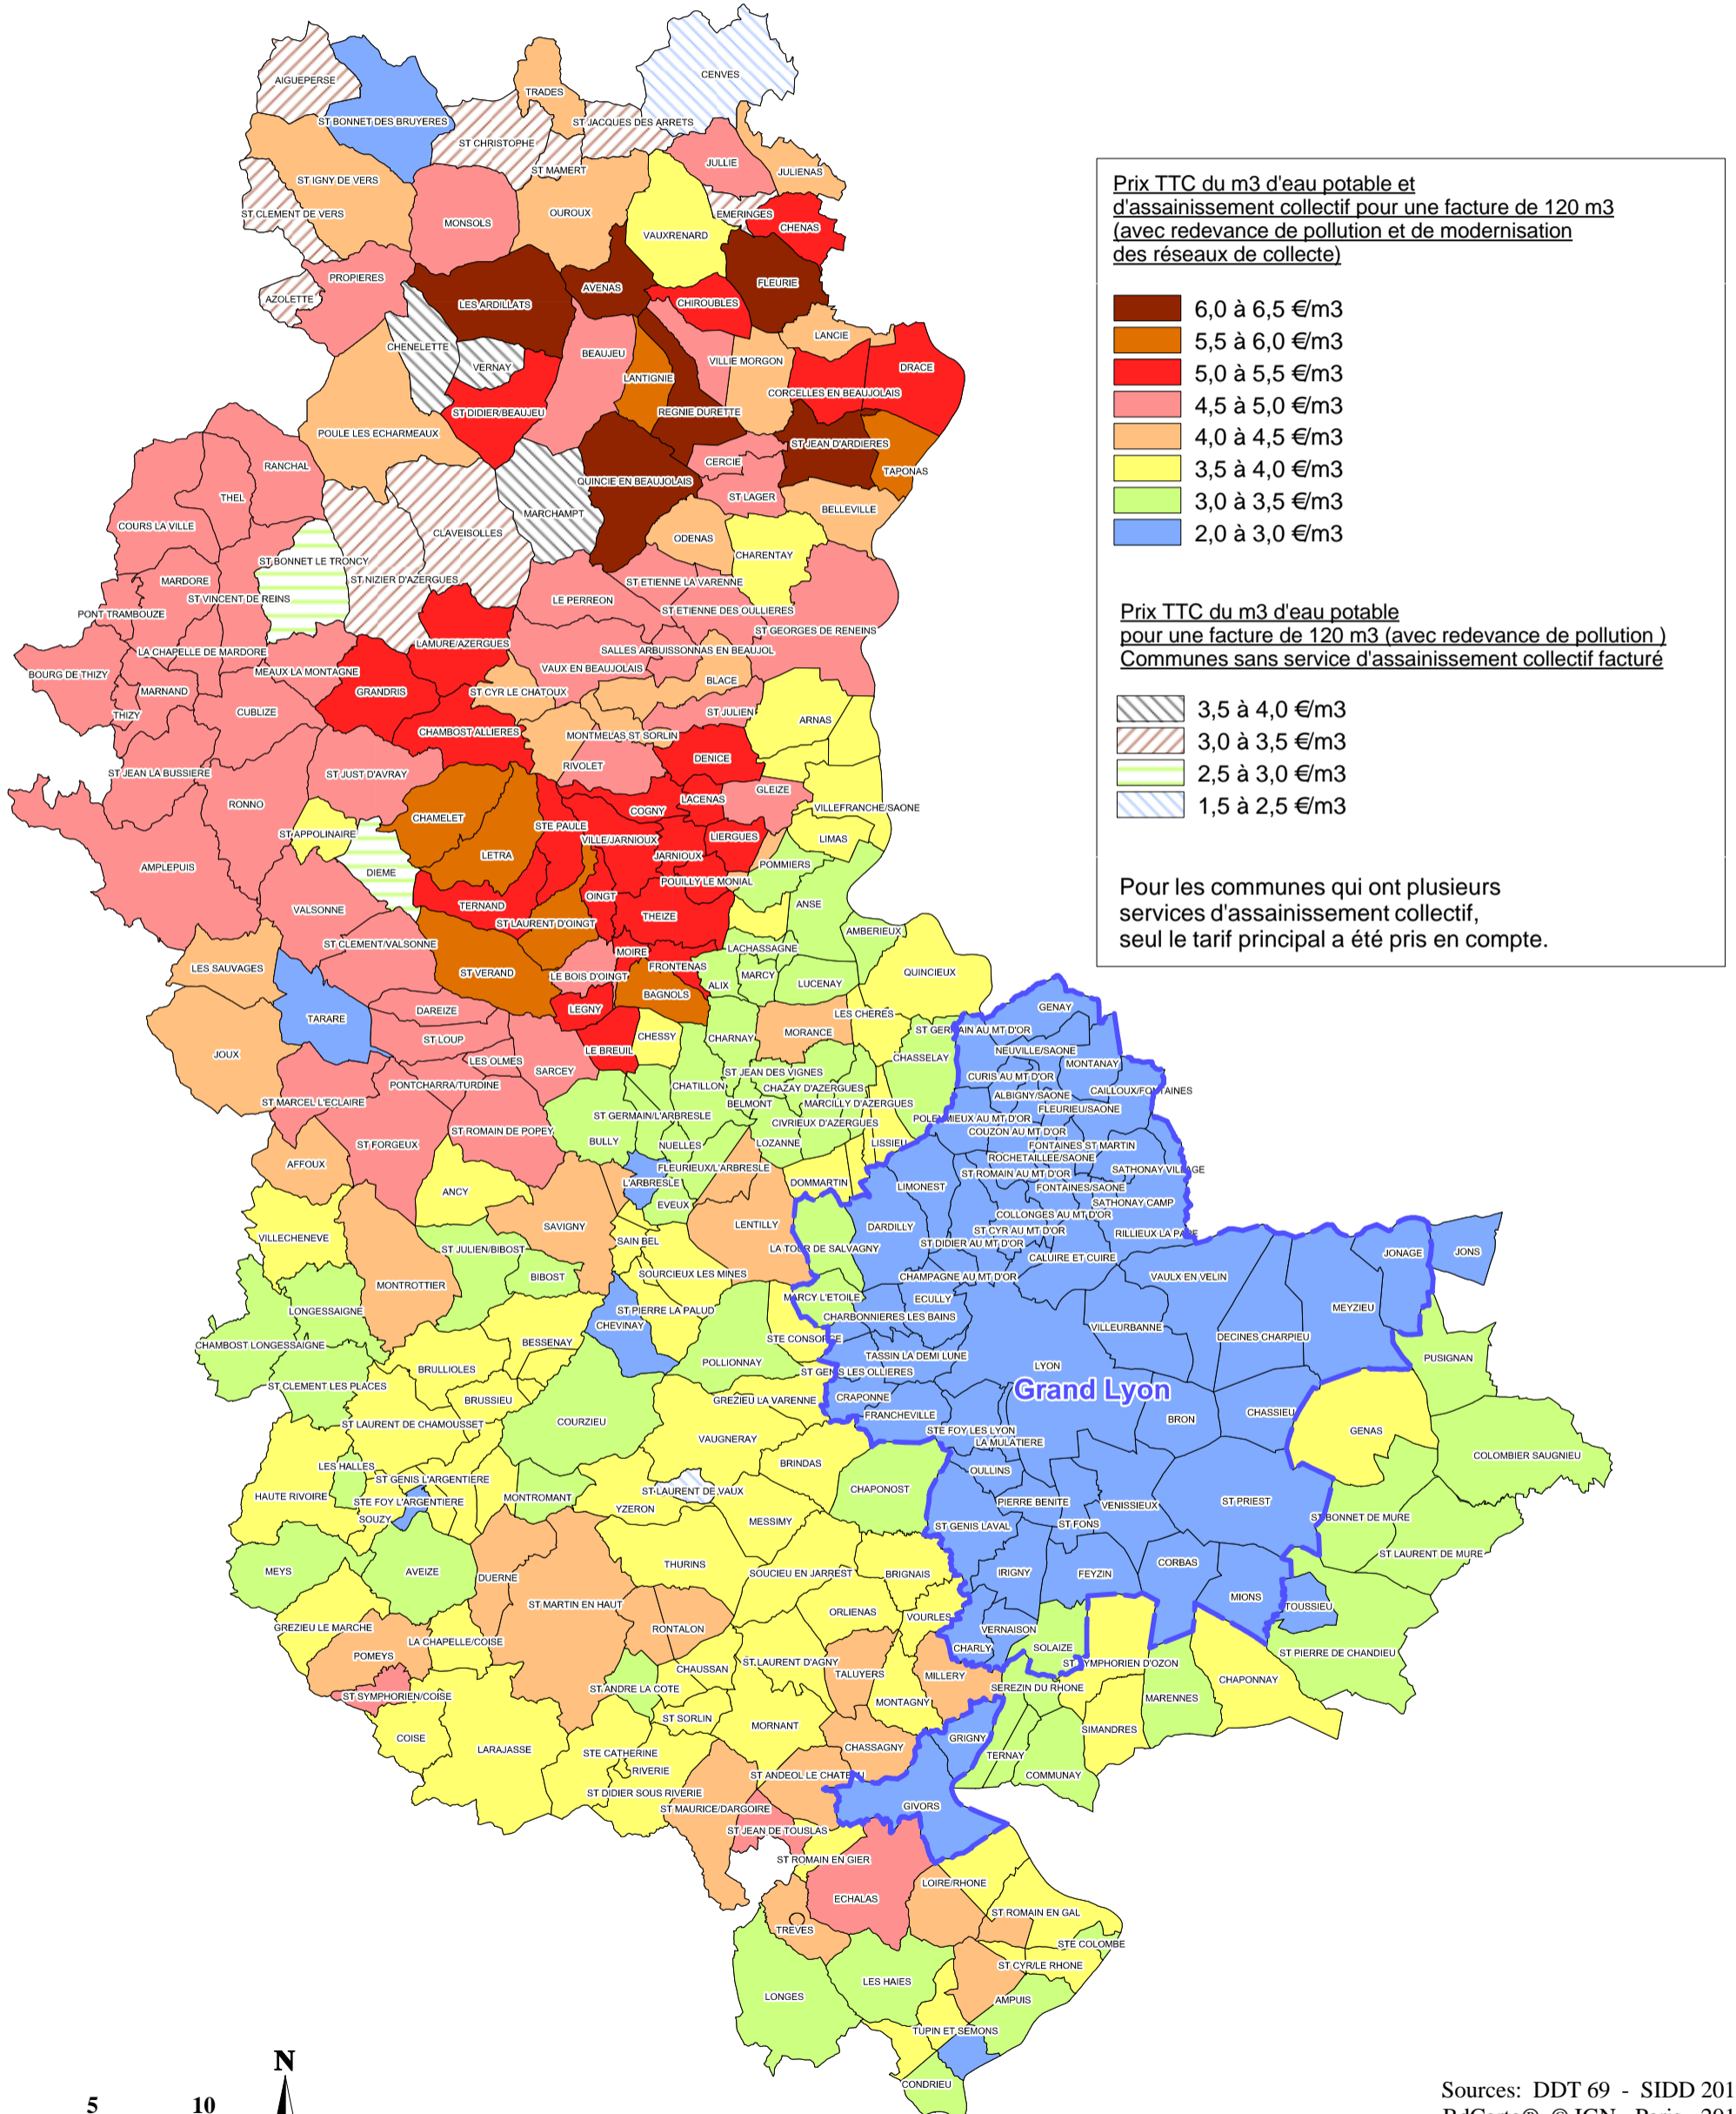 AIGUEPERSE
ST BONNET DES BRUYERES
TRADES
CENVES
ST JACQUES DES ARRETS
ST CHRISTOPHE
ST MAMERT
JULLIE
JULIENAS
ST IGNY DE VERS
ST CLEMENT DE VERS
MONSOLS
OUROUX
EMERINGES
CHENAS
VAUXRENARD
PROPIERES
AZOLETTE
LES ARDILLATS
AVENAS
CHIROUBLES
FLEURIE
CHENELETTE
VERNAY
BEAUJEU
LANCIE
VILLIE MORGON
DRACE
LANTIGNIE
CORCELLES EN BEAUJOLAIS
ST DIDIER/BEAUJEU
REGNIE DURETTE
POULE LES ECHARMEAUX
ST JEAN D'ARDIERES
RANCHAL
CERCIE
TAPONAS
QUINCIE EN BEAUJOLAIS
THEL
ST LAGER
MARCHAMPT
BELLEVILLE
COURS LA VILLE
CLAVEISOLLES
ODENAS
CHARENTAY
ST BONNET LE TRONCY
ST NIZIER D'AZERGUES
MARDORE
ST ETIENNE LA VARENNE
ST VINCENT DE REINS
LE PERREON
PONT TRAMBOUZE
ST ETIENNE DES OULLIERES
ST GEORGES DE RENEINS
LAMURE/AZERGUES
LA CHAPELLE DE MARDORE
SALLES ARBUISSONNAS EN BEAUJOL
BOURG DE THIZY
MEAUX LA MONTAGNE
VAUX EN BEAUJOLAIS
BLACE
MARNAND
GRANDRIS
ST CYR LE CHATOUX
THIZY
CUBLIZE
ST JULIEN
ARNAS
CHAMBOST ALLIERES
MONTMELAS ST SORLIN
DENICE
ST JEAN LA BUSSIERE
ST JUST D'AVRAY
RIVOLET
GLEIZE
RONNO
LACENAS
COGNY
VILLEFRANCHE/SAONE
CHAMELET
STE PAULE
ST APPOLINAIRE
VILLE/JARNIOUX
LIERGUES
LIMAS
LETRA
JARNIOUX
AMPLEPUIS
DIEME
POMMIERS
POUILLY LE MONIAL
OINGT
TERNAND
ANSE
VALSONNE
ST LAURENT D'OINGT
THEIZE
AMBERIEUX
ST CLEMENT/VALSONNE
LACHASSAGNE
MOIRE
LES SAUVAGES
ST VERAND
LE BOIS D'OINGT
FRONTENAS
MARCY
QUINCIEUX
ALIX
LUCENAY
BAGNOLS
DAREIZE
LEGNY
TARARE
LES CHERES
GENAY
CHESSY
CHARNAY
MORANCE
ST GERMAIN AU MT D'OR
ST LOUP
LE BREUIL
NEUVILLE/SAONE
JOUX
LES OLMES
CHASSELAY
MONTANAY
SARCEY
ST JEAN DES VIGNES
CURIS AU MT D'OR
PONTCHARRA/TURDINE
CHATILLON
CHAZAY D'AZERGUES
CAILLOUX/FONTAINES
ALBIGNY/SAONE
ST MARCEL L'ECLAIRE
BELMONT
MARCILLY D'AZERGUES
FLEURIEU/SAONE
ST GERMAIN/L'ARBRESLE
POLEYMIEUX AU MT D'OR
CIVRIEUX D'AZERGUES
ST ROMAIN DE POPEY
COUZON AU MT D'OR
BULLY
LOZANNE
LISSIEU
ST FORGEUX
NUELLES
FONTAINES ST MARTIN
ROCHETAILLEE/SAONE
AFFOUX
FLEURIEUX/L'ARBRESLE
SATHONAY VILLAGE
ST ROMAIN AU MT D'OR
L'ARBRESLE
DOMMARTIN
LIMONEST
FONTAINES/SAONE
ANCY
EVEUX
SATHONAY CAMP
COLLONGES AU MT D'OR
SAVIGNY
LENTILLY
DARDILLY
ST CYR AU MT D'OR
RILLIEUX LA PAPE
VILLECHENEVE
SAIN BEL
ST DIDIER AU MT D'OR
ST JULIEN/BIBOST
LA TOUR DE SALVAGNY
JONAGE
JONS
CALUIRE ET CUIRE
SOURCIEUX LES MINES
BIBOST
CHAMPAGNE AU MT D'OR
VAULX EN VELIN
MONTROTTIER
MARCY L'ETOILE
ECULLY
MEYZIEU
LONGESSAIGNE
ST PIERRE LA PALUD
CHARBONNIERES LES BAINS
CHEVINAY
VILLEURBANNE
DECINES CHARPIEU
CHAMBOST LONGESSAIGNE
BESSENAY
STE CONSORCE
TASSIN LA DEMI LUNE
POLLIONNAY
PUSIGNAN
BRULLIOLES
LYON
ST GENIS LES OLLIERES
ST CLEMENT LES PLACES
Grand Lyon
BRUSSIEU
GREZIEU LA VARENNE
CRAPONNE
FRANCHEVILLE
CHASSIEU
COURZIEU
BRON
ST LAURENT DE CHAMOUSSET
STE FOY LES LYON
GENAS
VAUGNERAY
LA MULATIERE
COLOMBIER SAUGNIEU
BRINDAS
LES HALLES
OULLINS
ST GENIS L'ARGENTIERE
CHAPONOST
ST LAURENT DE VAUX
HAUTE RIVOIRE
MONTROMANT
STE FOY L'ARGENTIERE
PIERRE BENITE
VENISSIEUX
ST PRIEST
YZERON
SOUZY
MESSIMY
ST BONNET DE MURE
ST GENIS LAVAL
ST FONS
ST LAURENT DE MURE
THURINS
CORBAS
MEYS
AVEIZE
SOUCIEU EN JARREST
BRIGNAIS
IRIGNY
FEYZIN
DUERNE
MIONS
ST MARTIN EN HAUT
ORLIENAS
TOUSSIEU
VOURLES
GREZIEU LE MARCHE
RONTALON
VERNAISON
LA CHAPELLE/COISE
CHARLY
SOLAIZE
POMEYS
ST PIERRE DE CHANDIEU
ST LAURENT D'AGNY
ST SYMPHORIEN D'OZON
CHAUSSAN
TALUYERS
MILLERY
CHAPONNAY
ST ANDRE LA COTE
SEREZIN DU RHONE
ST SYMPHORIEN/COISE
MARENNES
MONTAGNY
ST SORLIN
MORNANT
SIMANDRES
COISE
GRIGNY
LARAJASSE
CHASSAGNY
STE CATHERINE
TERNAY
RIVERIE
ST ANDEOL LE CHATEAU
COMMUNAY
ST DIDIER SOUS RIVERIE
GIVORS
ST MAURICE/DARGOIRE
ST JEAN DE TOUSLAS
ST ROMAIN EN GIER
LOIRE/RHONE
ECHALAS
ST ROMAIN EN GAL
TREVES
STE COLOMBE
ST CYR/LE RHONE
LES HAIES
LONGES
AMPUIS
TUPIN ET SEMONS
CONDRIEU
Prix TTC du m3 d'eau potable et
d'assainissement collectif pour une facture de 120 m3
(avec redevance de pollution et de modernisation
des réseaux de collecte)
6,0 à 6,5 €/m3
5,5 à 6,0 €/m3
5,0 à 5,5 €/m3
4,5 à 5,0 €/m3
4,0 à 4,5 €/m3
3,5 à 4,0 €/m3
3,0 à 3,5 €/m3
2,0 à 3,0 €/m3
Prix TTC du m3 d'eau potable
pour une facture de 120 m3 (avec redevance de pollution )
Communes sans service d'assainissement collectif facturé
3,5 à 4,0 €/m3
3,0 à 3,5 €/m3
2,5 à 3,0 €/m3
1,5 à 2,5 €/m3
Pour les communes qui ont plusieurs
services d'assainissement collectif,
seul le tarif principal a été pris en compte.
N
5 10
Sources: DDT 69 - SIDD 201